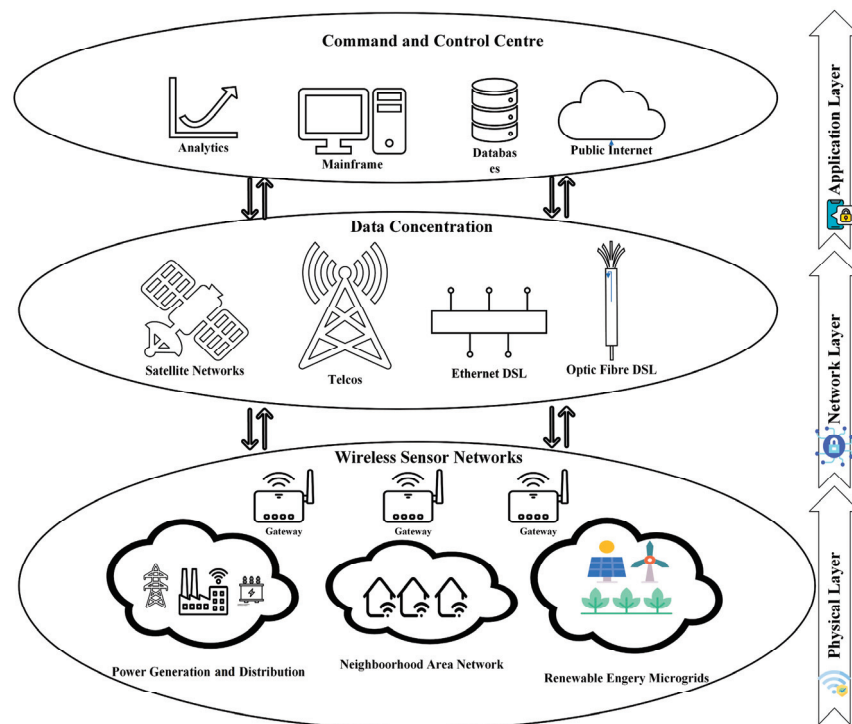 Command and Control Centre
Analytics
Mainframe
Databas
es
Public Internet
Application Layer
Data Concentration
Satellite Networks
Telcos
Ethernet DSL
Optic Fibre DSL
Network Layer
Wireless Sensor Networks
Gateway
Gateway
Gateway
Power Generation and Distribution
Neighboorhood Area Network
Renewable Engery Microgrids
Physical Layer